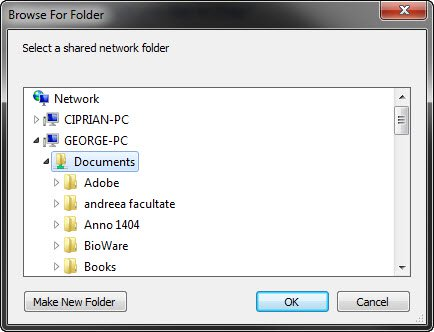 Browse For Folder
Select a shared network folder
Network
CIPRIAN-PC
GEORGE-PC
Documents
Adobe
andreea facultate
Anno 1404
BioWare
Books
Make New Folder
OK
Cancel